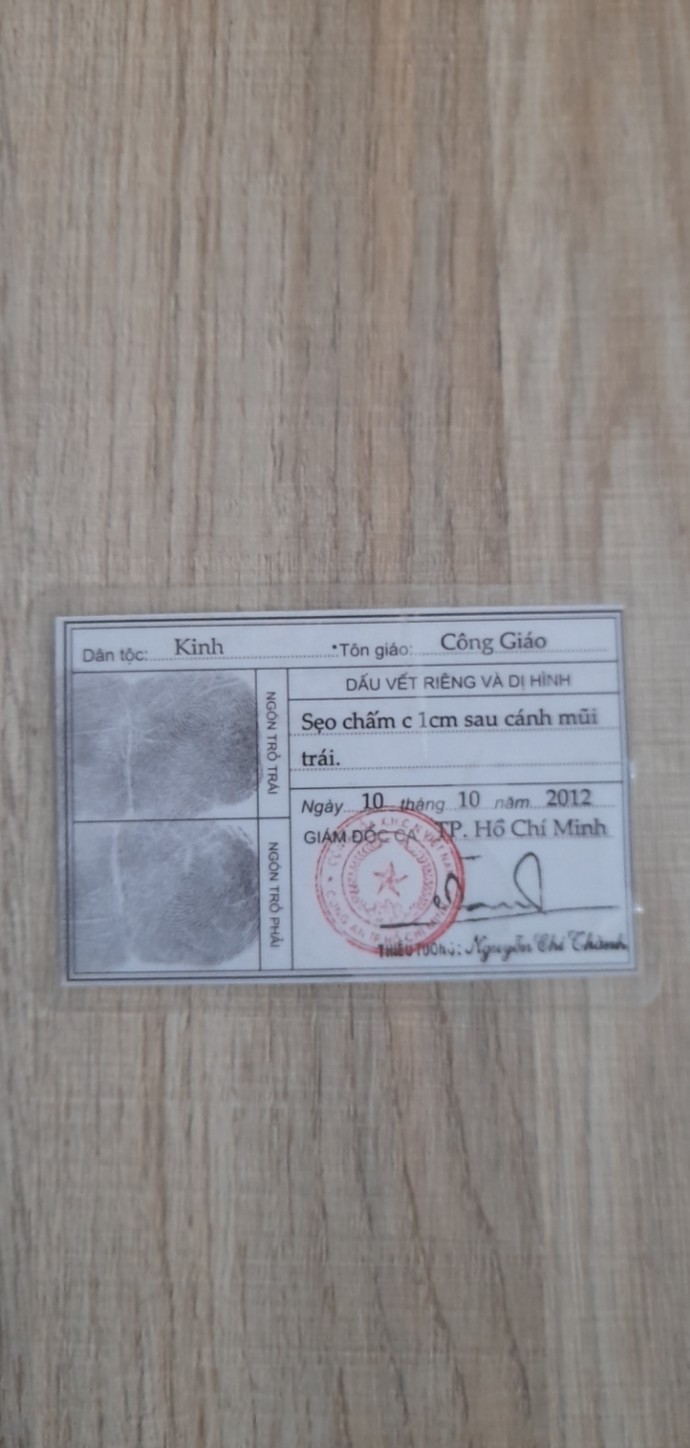 Dân tộc: Kinh Tôn giáo: Công Giáo
NGÓN TRỎ TRÁI
NGÓN TRỎ PHẢI
DẤU VẾT RIÊNG VÀ DỊ HÌNH
Sẹo chấm c 1cm sau cánh mũi
trái.
Ngày 10 tháng 10 năm 2012
GIÁM ĐỐC CA TP. Hồ Chí Minh
THIẾU TƯỚNG: Nguyễn Chí Thành